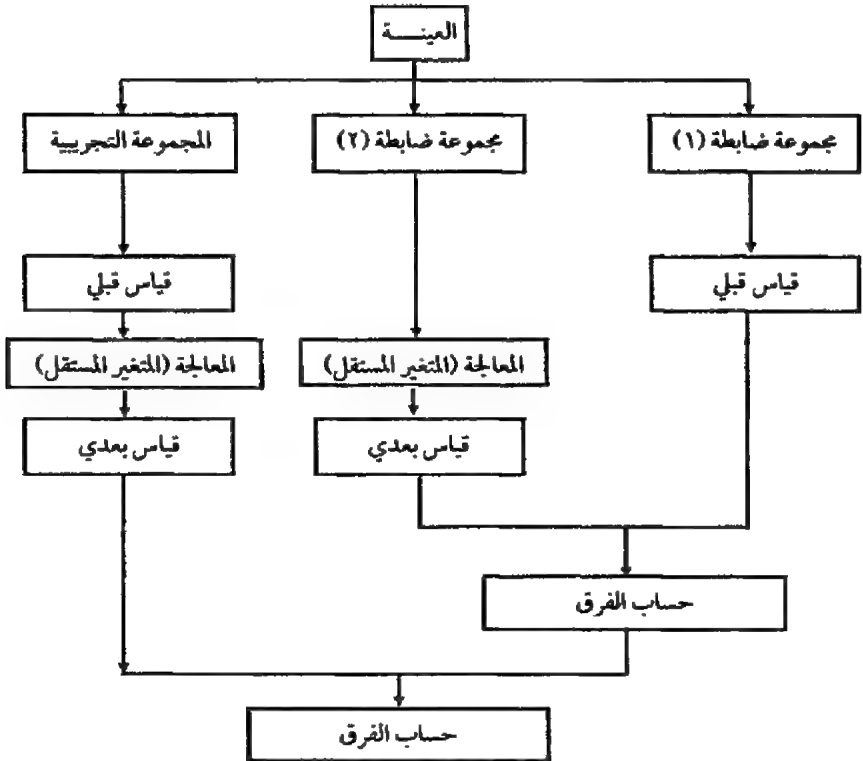 العينـــة
مجموعة ضابطة (١)
مجموعة ضابطة (٢)
المجموعة التجريبية
قياس قبلي
قياس قبلي
المعالجة (المتغير المستقل)
المعالجة (المتغير المستقل)
قياس بعدي
قياس بعدي
حساب الفرق
حساب الفرق